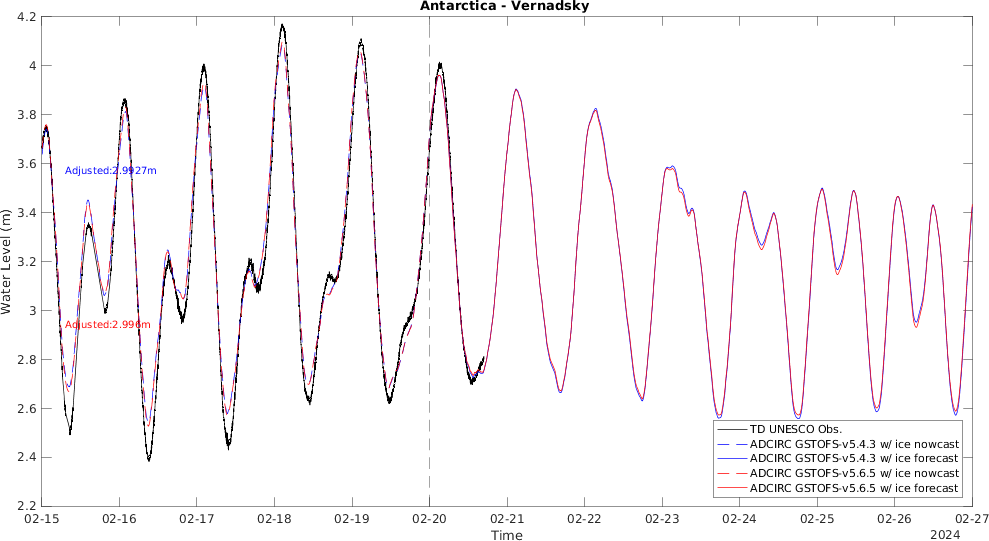 Antarctica - Vernadsky
4.2
4
3.8
3.6
3.4
3.2
3
2.8
2.6
2.4
2.2
Water Level (m)
Adjusted:2.9927m
Adjusted:2.996m
TD UNESCO Obs.
ADCIRC GSTOFS-v5.4.3 w/ ice nowcast
ADCIRC GSTOFS-v5.4.3 w/ ice forecast
ADCIRC GSTOFS-v5.6.5 w/ ice nowcast
ADCIRC GSTOFS-v5.6.5 w/ ice forecast
02-15 02-16 02-17 02-18 02-19 02-20 02-21 02-22 02-23 02-24 02-25 02-26 02-27
Time
2024